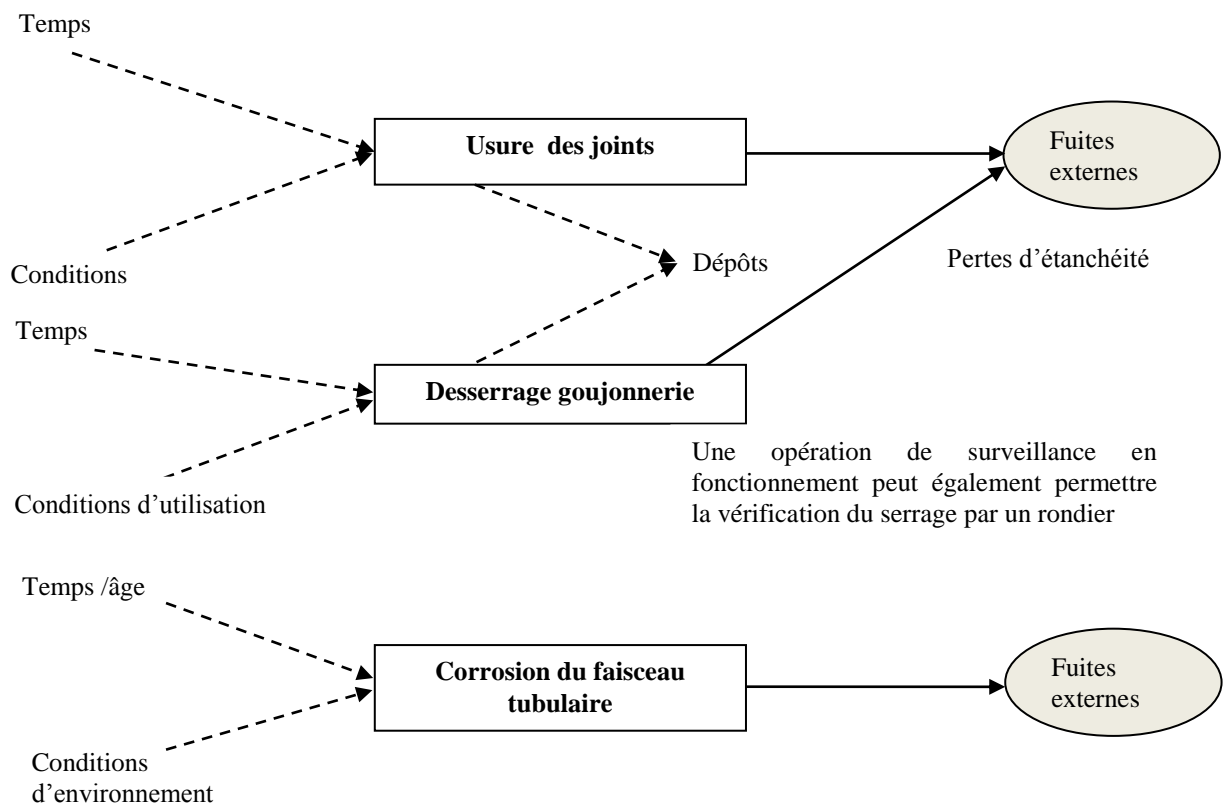 Temps
Usure des joints
Fuites
externes
Conditions
Dépôts
Pertes d'étanchéité
Temps
Desserrage goujonnerie
Conditions d'utilisation
Une opération de surveillance en
fonctionnement peut également permettre
la vérification du serrage par un rondier
Temps /âge
Corrosion du faisceau
tubulaire
Fuites
externes
Conditions
d'environnement